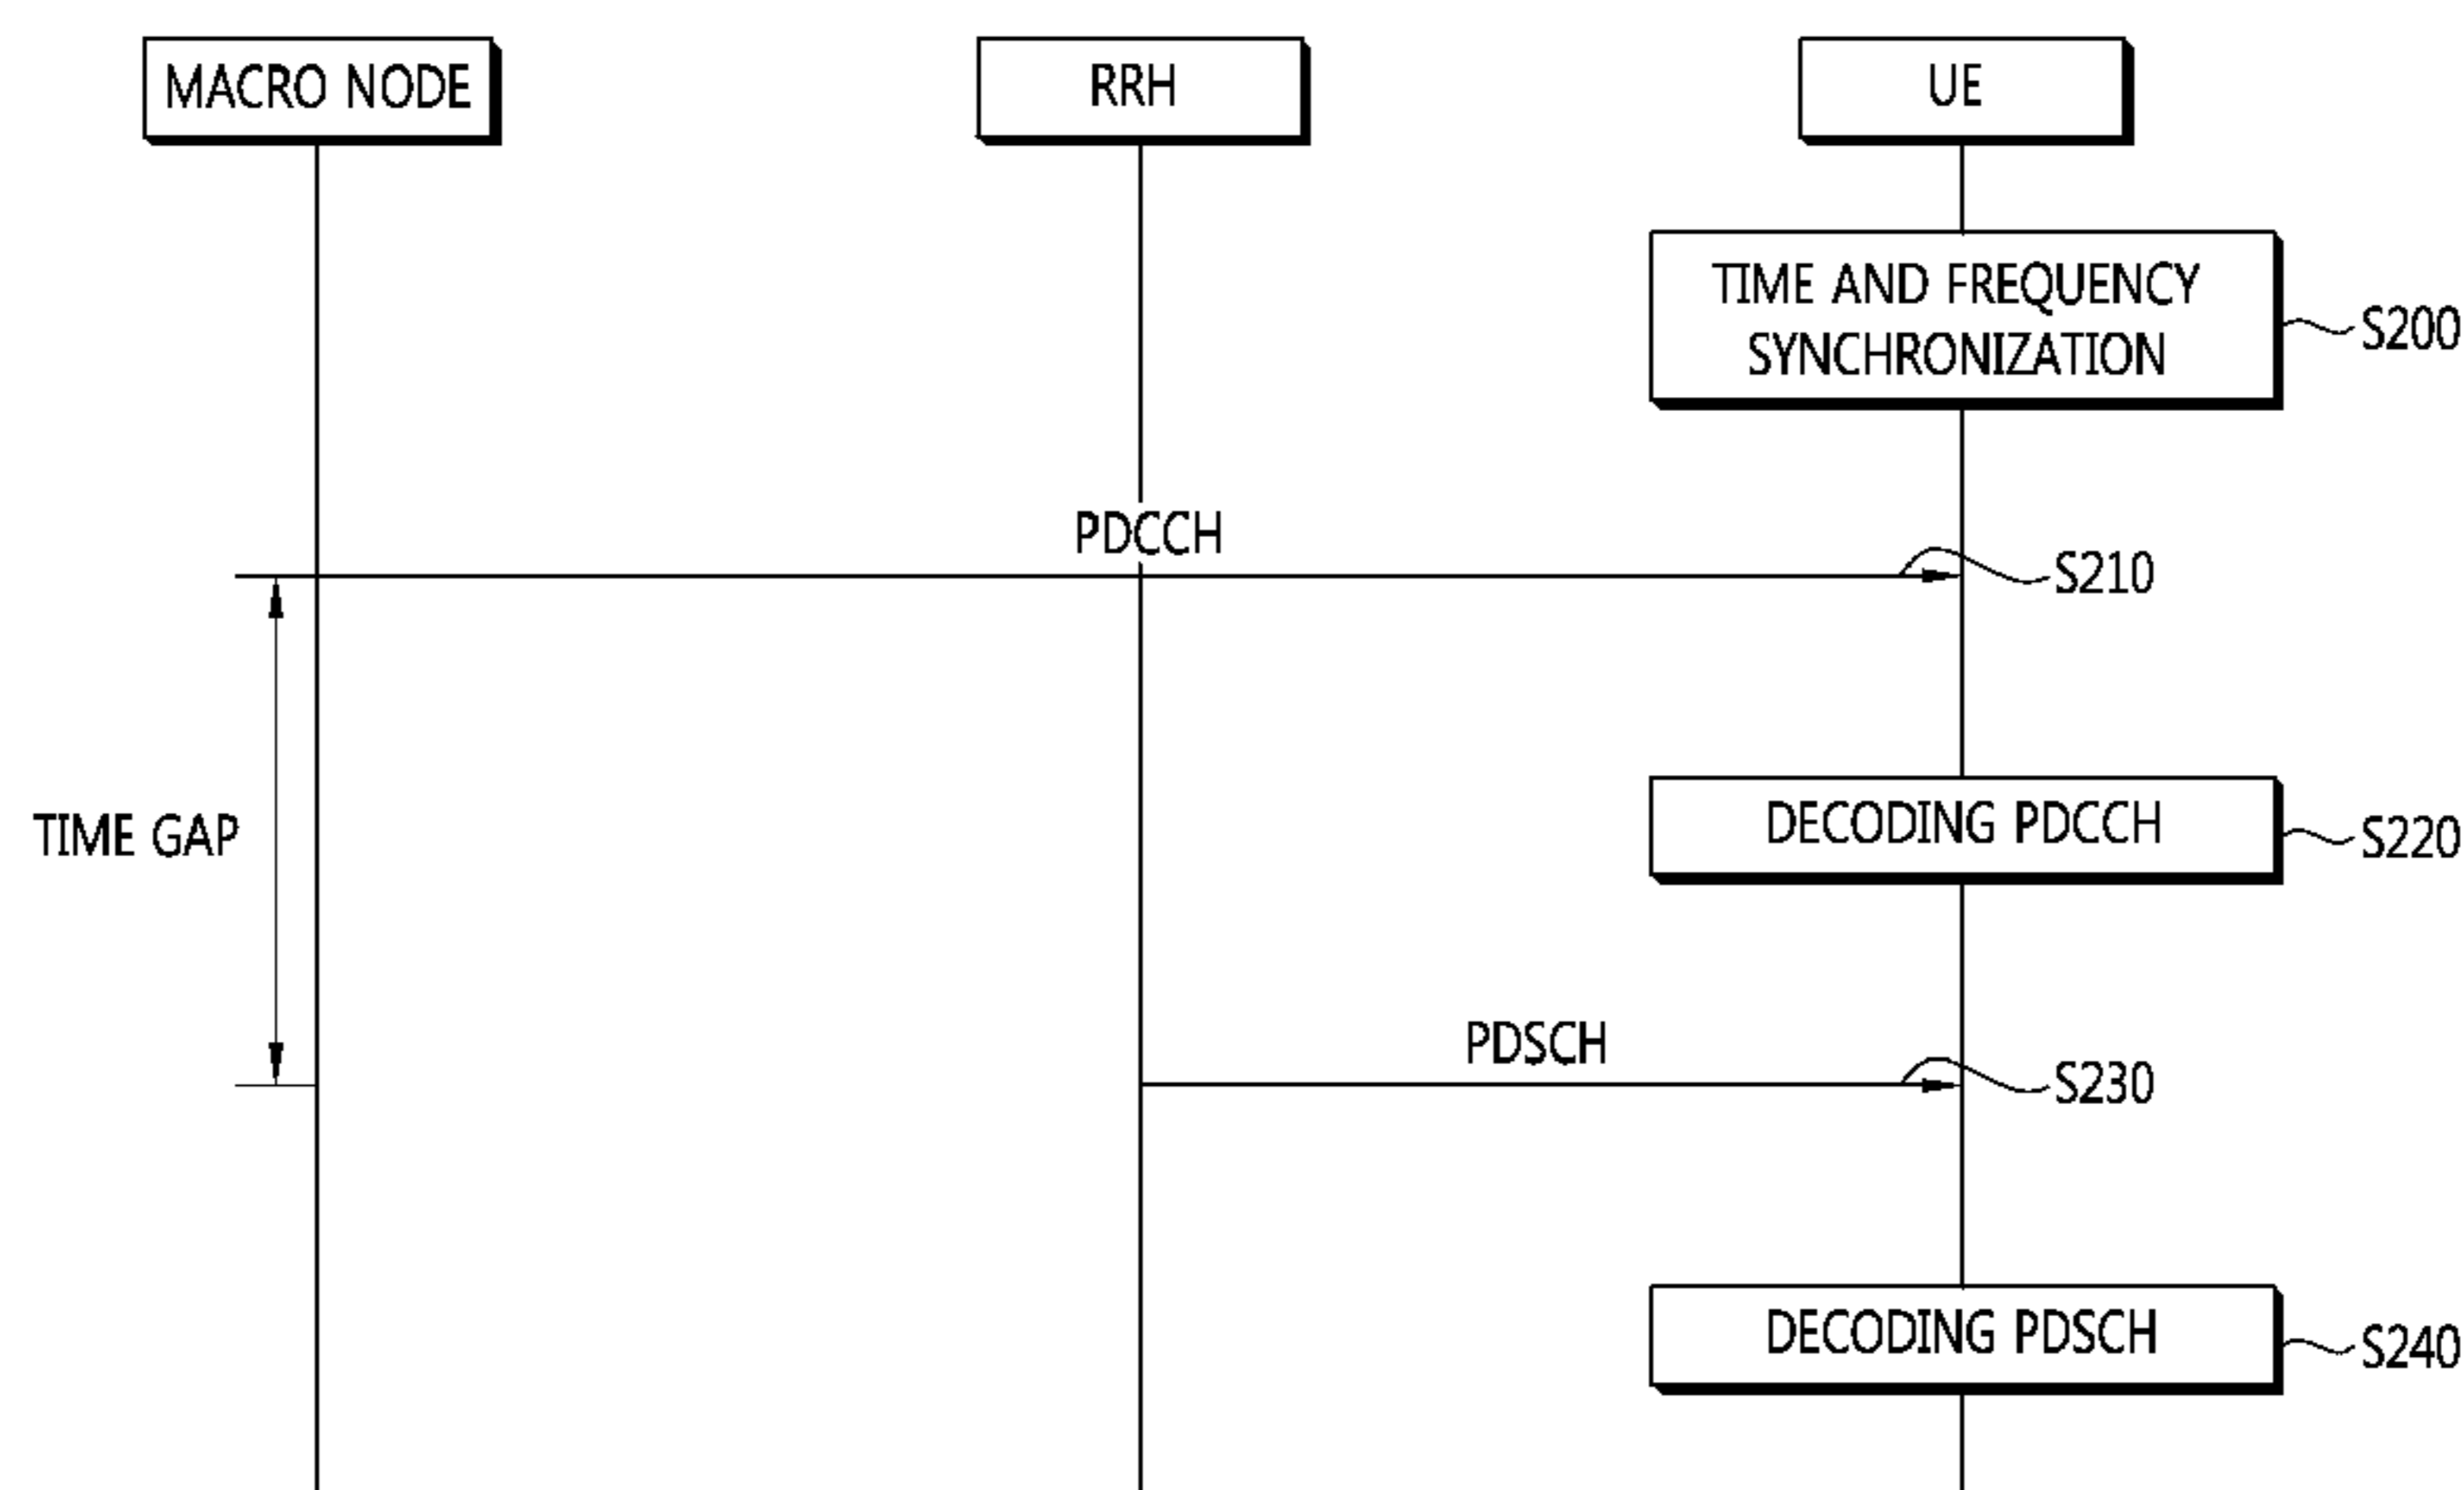 MACRO NODE
RRH
UE
TIME AND FREQUENCY
SYNCHRONIZATION
S200
PDCCH
S210
TIME GAP
DECODING PDCCH
S220
PDSCH
S230
DECODING PDSCH
S240